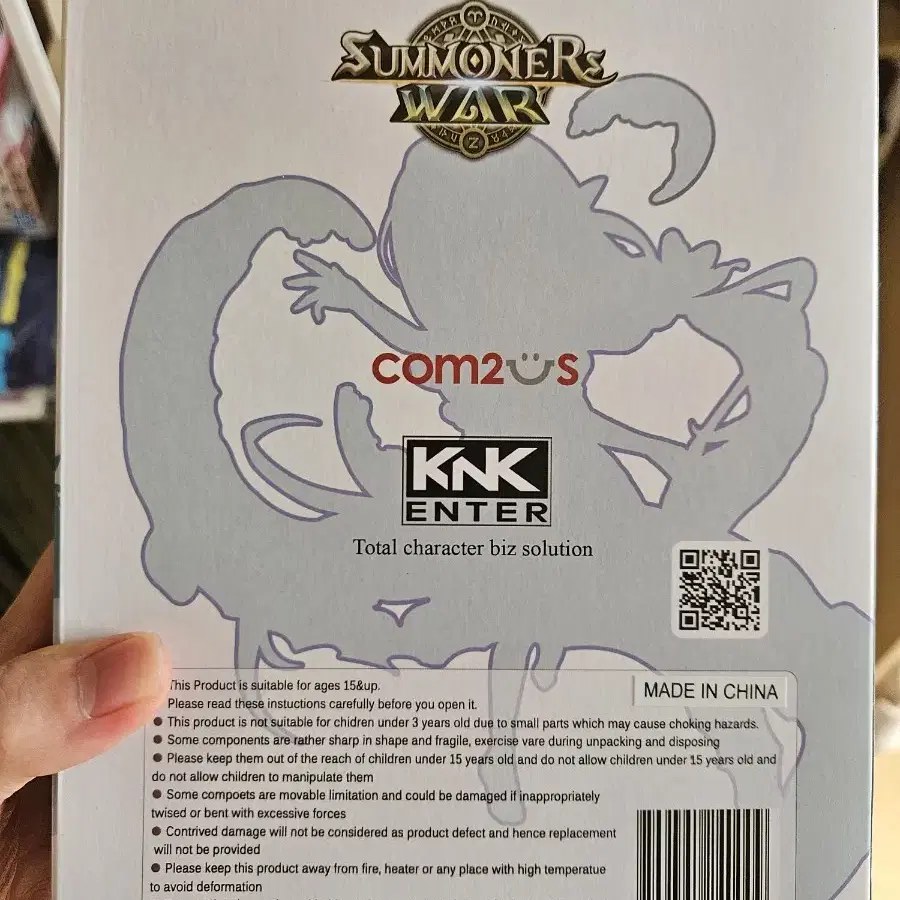 SUMMONERS
WAR
com2us
KNK
ENTER
Total character biz solution
This Product is suitable for ages 15&up.
MADE IN CHINA
Please read these instuctions carefully before you open it.
● This product is not suitable for chidren under 3 years old due to small parts which may cause choking hazards.
● Some components are rather sharp in shape and fragile, exercise vare during unpacking and disposing
● Please keep them out of the reach of children under 15 years old and do not allow children under 15 years old and
do not allow children to manipulate them
● Some compoets are movable limitation and could be damaged if inappropriately
twised or bent with excessive forces
● Contrived damage will not be considered as product defect and hence replacement
will not be provided
● Please keep this product away from fire, heater or any place with high temperatue
to avoid deformation